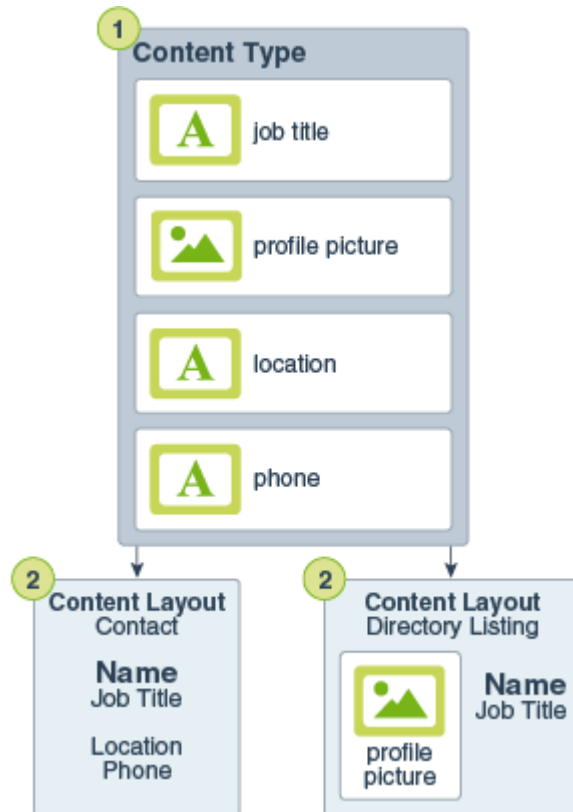 1
Content Type
A job title
profile picture
A location
A phone
2
Content Layout
Contact
Name
Job Title
Location
Phone
2
Content Layout
Directory Listing
Name
Job Title
profile
picture